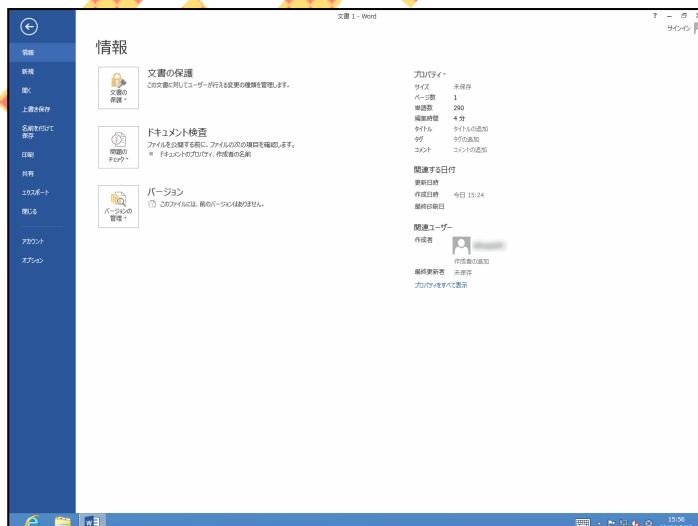 文書 1 - Word
?
サインイン
情報
新規
開く
上書き保存
名前を付けて
保存
印刷
共有
エクスポート
閉じる
アカウント
オプション
情報
文書の
保護
文書の保護
この文書に対してユーザーが行える変更の種類を管理します。
問題の
チェック
ドキュメント検査
ファイルを公開する前に、ファイルの次の項目を確認します。
ドキュメントのプロパティ、作成者の名前
バージョンの
管理
バージョン
このファイルには、前のバージョンはありません。
プロパティ
サイズ 未保存
ページ数 1
単語数 290
編集時間 4 分
タイトル タイトルの追加
タグ タグの追加
コメント コメントの追加
関連する日付
更新日時
作成日時 今日 15:24
最終印刷日
関連ユーザー
作成者
作成者の追加
最終更新者 未保存
プロパティをすべて表示
15:56